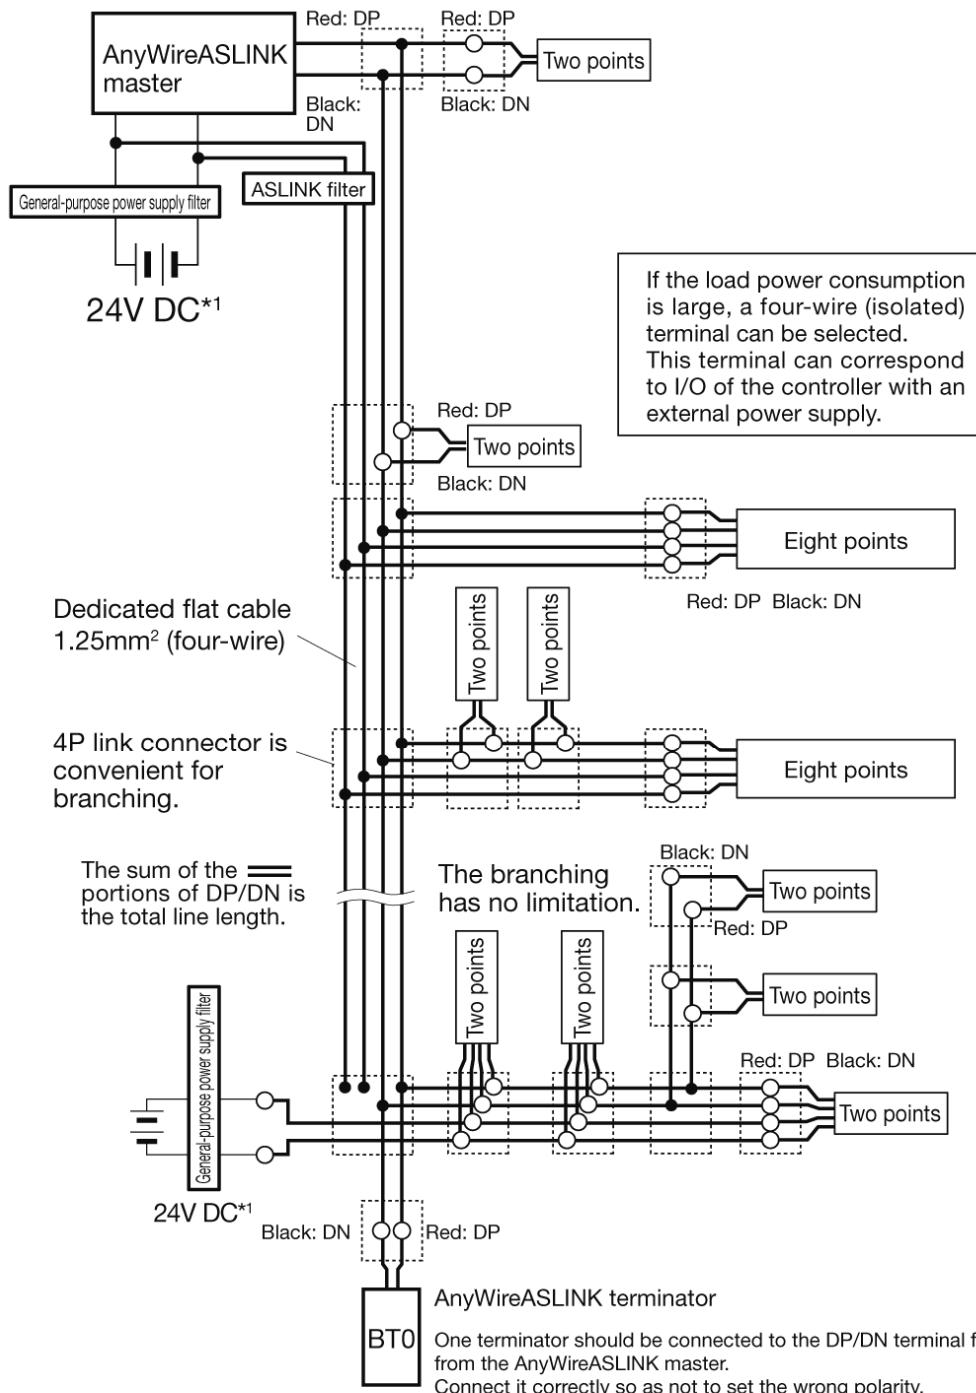 Red: DP
Red: DP
AnyWireASLINK
master
Two points
Black:
DN
Black: DN
ASLINK filter
General-purpose power supply filter
24V DC*1
If the load power consumption
is large, a four-wire (isolated)
terminal can be selected.
This terminal can correspond
to I/O of the controller with an
external power supply.
Red: DP
Two points
Black: DN
Eight points
Red: DP Black: DN
Dedicated flat cable
1.25mm² (four-wire)
Two points
Two points
4P link connector is
convenient for
branching.
Eight points
The sum of the
portions of DP/DN is
the total line length.
The branching
has no limitation.
Black: DN
Two points
Red: DP
Two points
Two points
Two points
General-purpose power supply filter
Red: DP Black: DN
Two points
24V DC*1
Black: DN
Red: DP
BT0
AnyWireASLINK terminator
One terminator should be connected to the DP/DN terminal f
from the AnyWireASLINK master.
Connect it correctly so as not to set the wrong polarity.